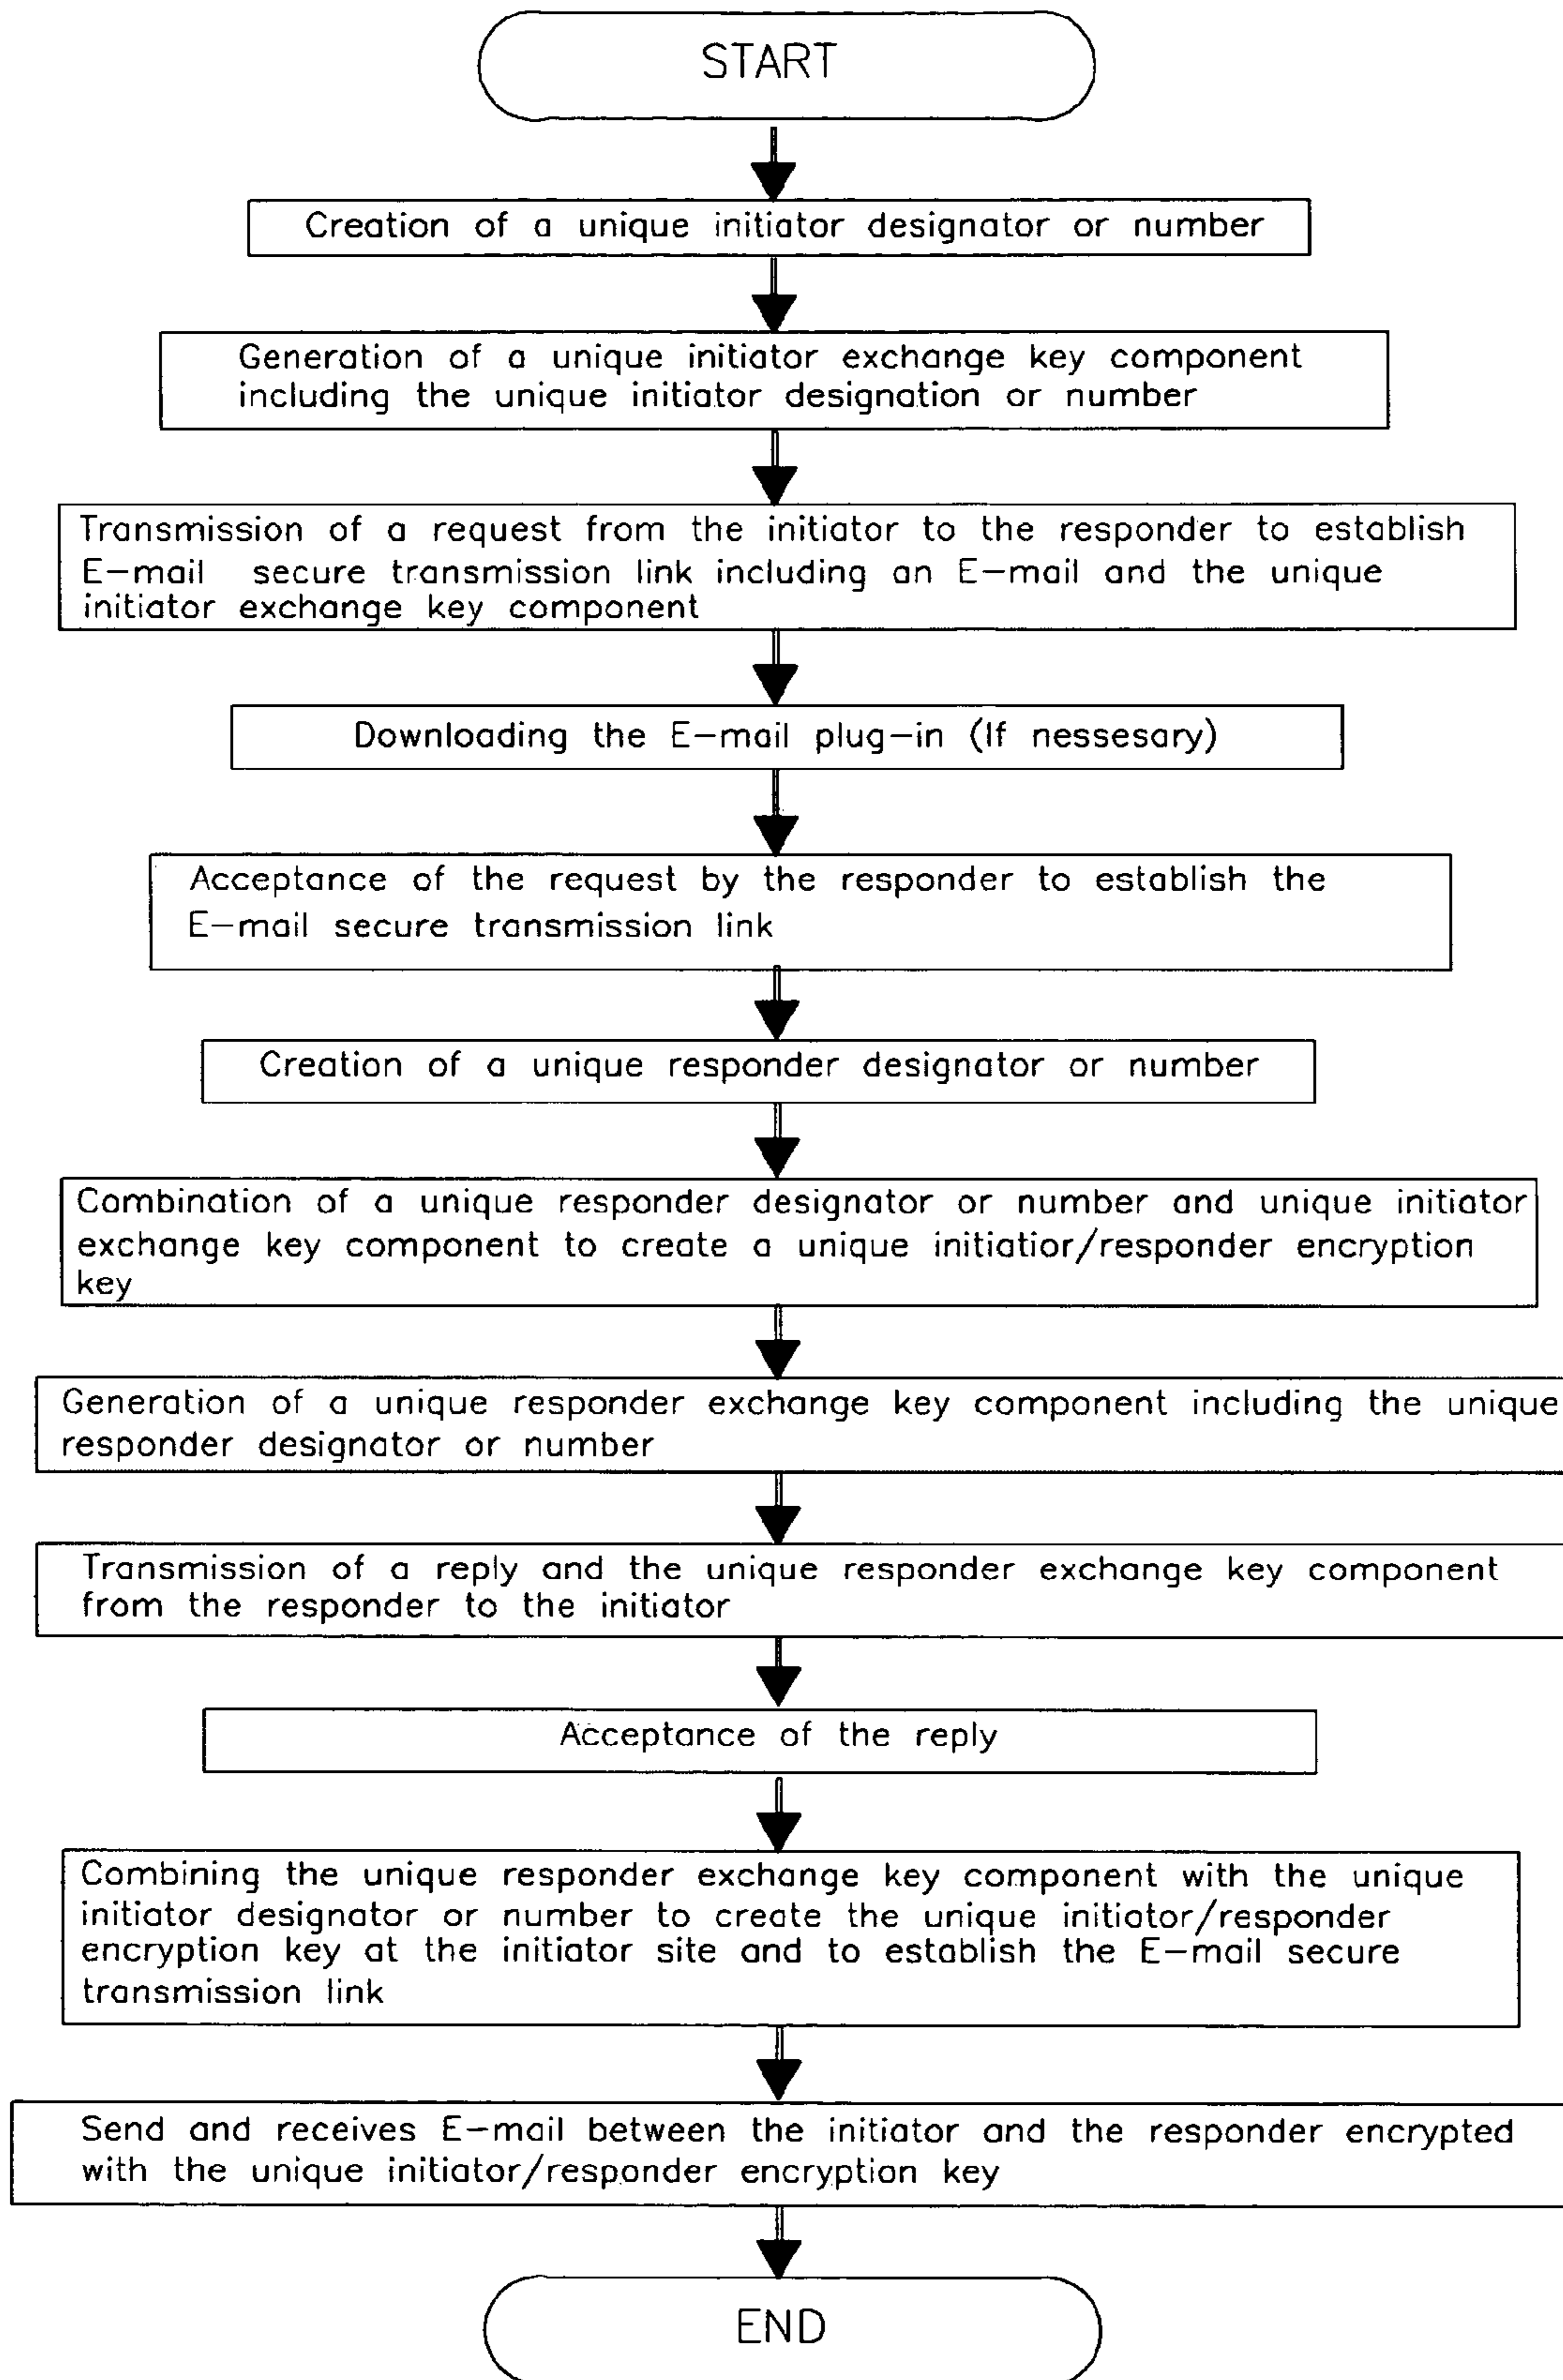 START
Creation of a unique initiator designator or number
Generation of a unique initiator exchange key component
including the unique initiator designation or number
Transmission of a request from the initiator to the responder to establish
E-mail secure transmission link including an E-mail and the unique
initiator exchange key component
Downloading the E-mail plug-in (If nessesary)
Acceptance of the request by the responder to establish the
E-mail secure transmission link
Creation of a unique responder designator or number
Combination of a unique responder designator or number and unique initiator
exchange key component to create a unique initiatior/responder encryption
key
Generation of a unique responder exchange key component including the unique
responder designator or number
Transmission of a reply and the unique responder exchange key component
from the responder to the initiator
Acceptance of the reply
Combining the unique responder exchange key component with the unique
initiator designator or number to create the unique initiator/responder
encryption key at the initiator site and to establish the E-mail secure
transmission link
Send and receives E-mail between the initiator and the responder encrypted
with the unique initiator/responder encryption key
END